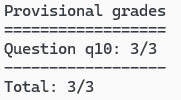 Provisional grades
==================
Question q10: 3/3
------------------
Total: 3/3